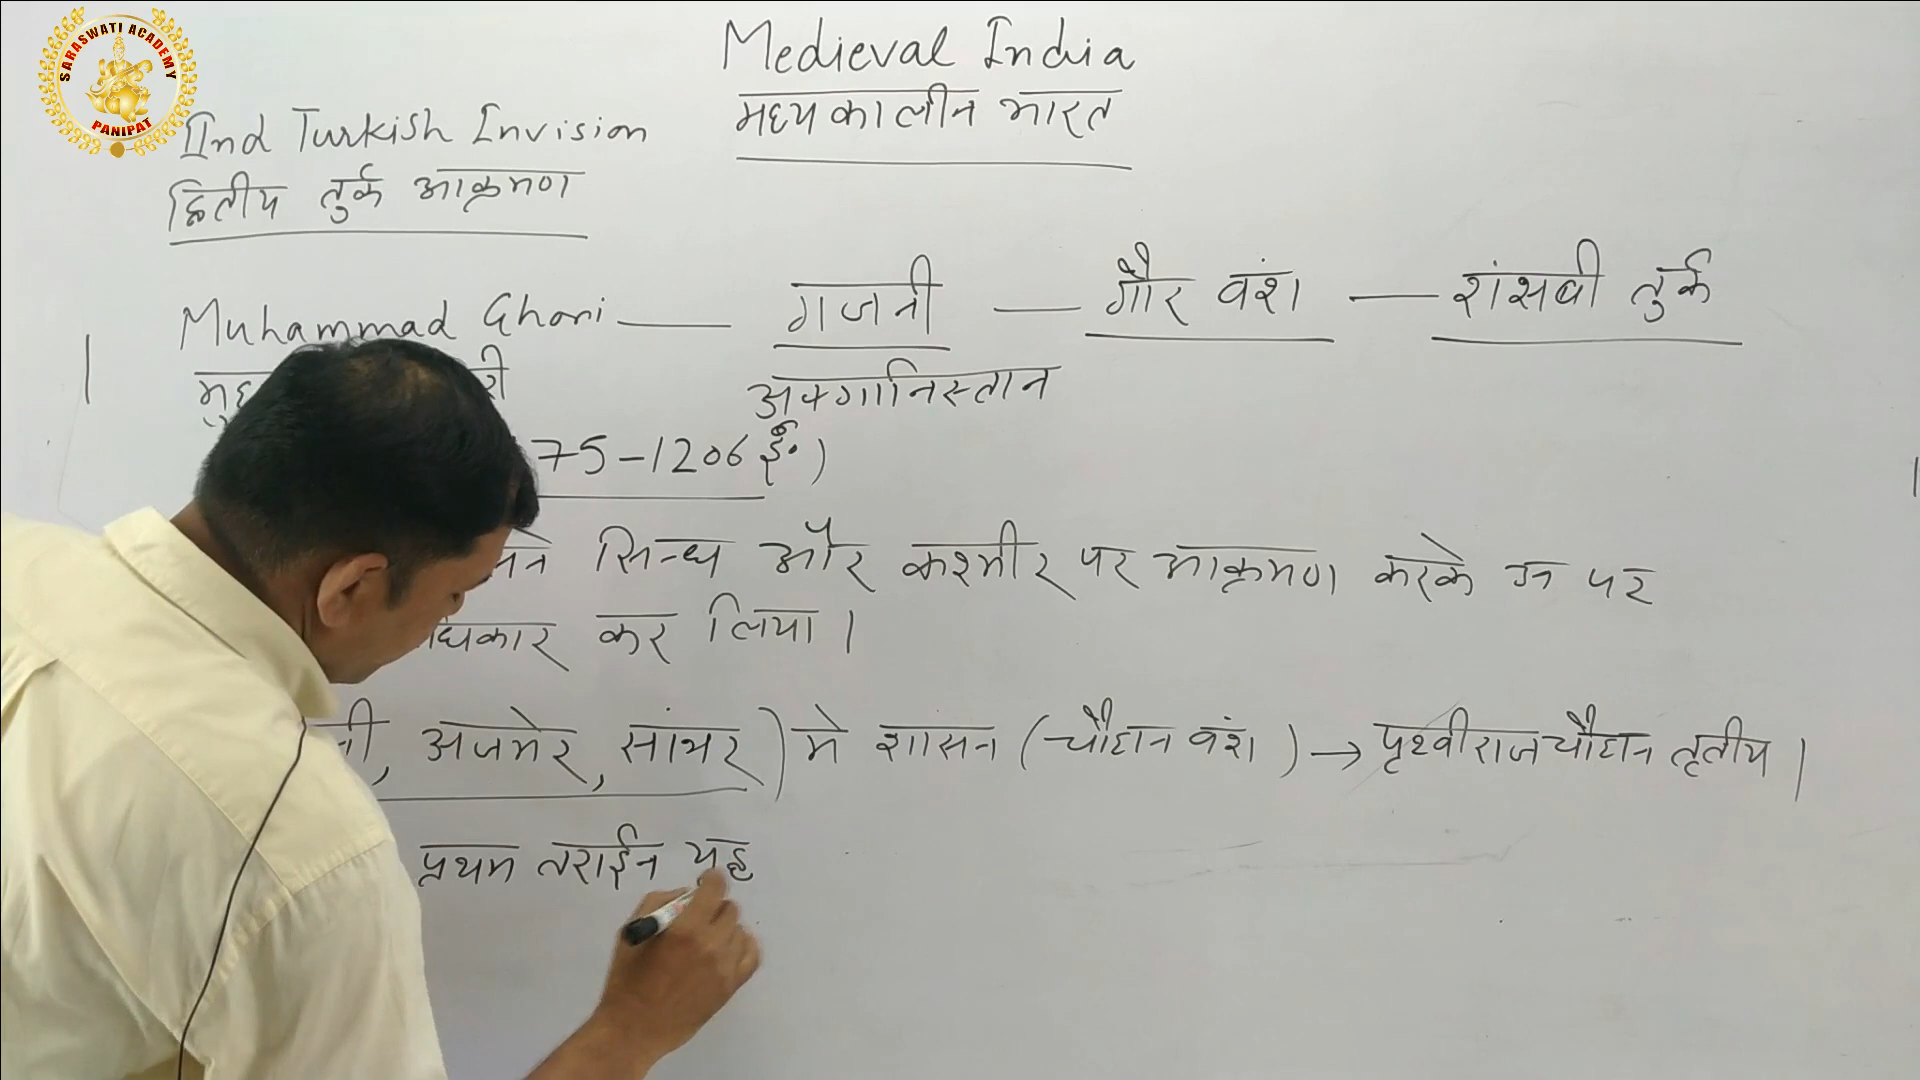 SARASWATI ACADEMY
PANIPAT
Medieval India
मध्यकालीन भारत
IInd Turkish Invision
द्वितीय तुर्क आक्रमण
Muhammad Ghori — गजनी — गौर वंश — शंसबी तुर्क
अफगानिस्तान
75-1206 ई.)
सिन्ध और कश्मीर पर आक्रमण करके उन पर
कर लिया।
अजमेर, सांभर) मे शासन (चौहान वंश) → पृथ्वीराज चौहान तृतीय।
प्रथम तराईन युद्ध